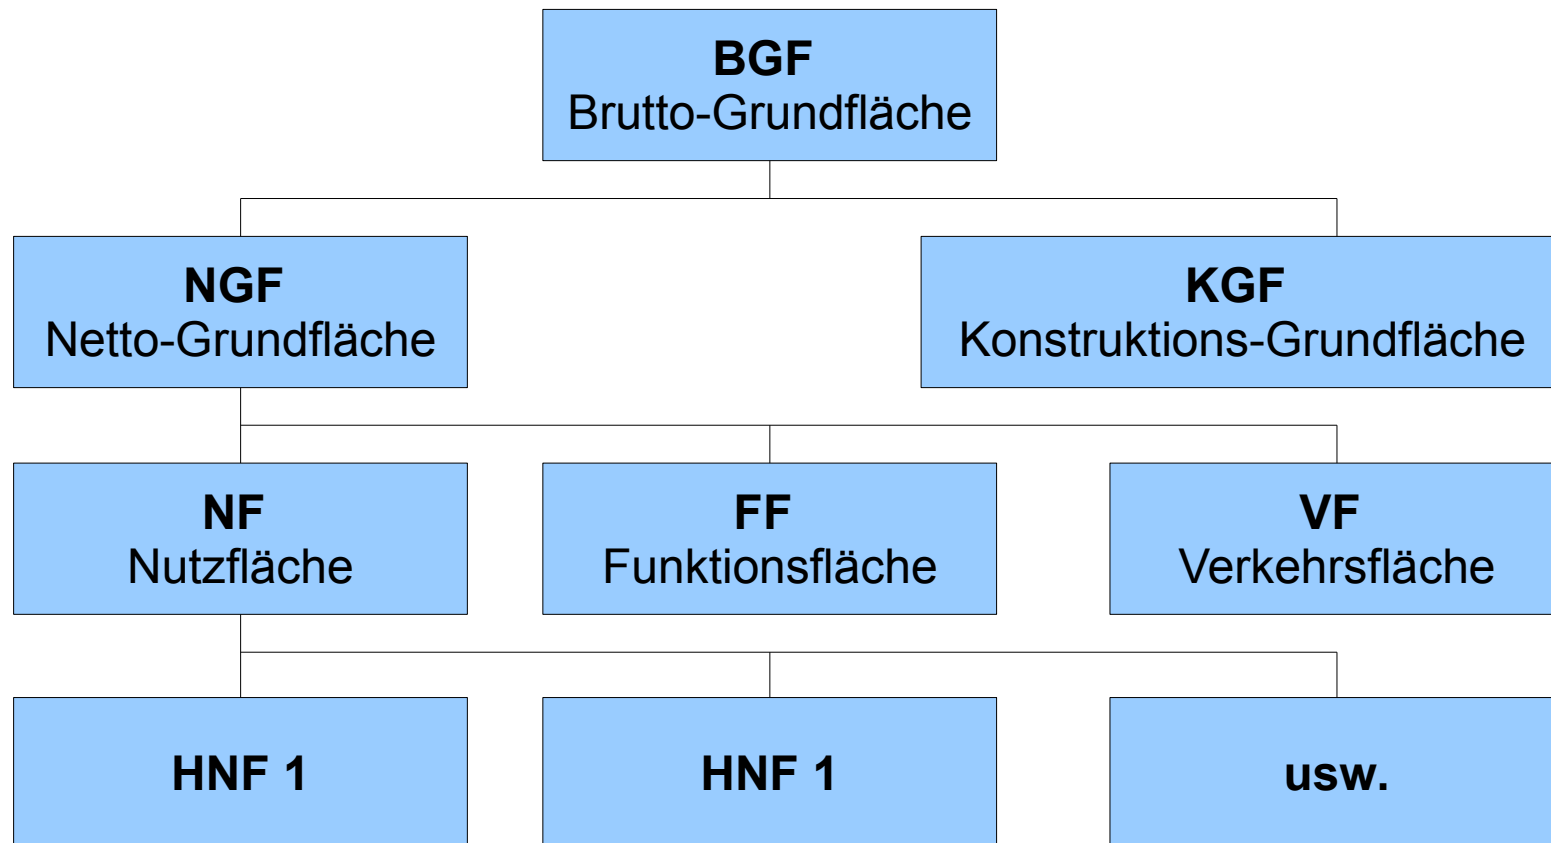 BGF
Brutto-Grundfläche
NGF
Netto-Grundfläche
KGF
Konstruktions-Grundfläche
NF
Nutzfläche
FF
Funktionsfläche
VF
Verkehrsfläche
HNF 1
HNF 1
usw.